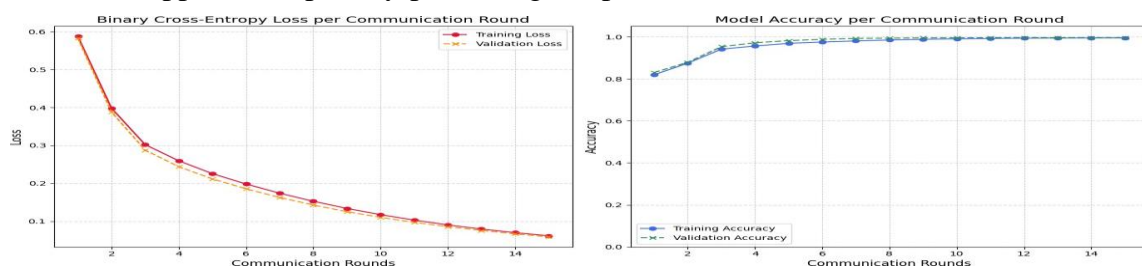 Binary Cross-Entropy Loss per Communication Round
Training Loss
Validation Loss
0.6
0.5
0.4
0.3
0.2
0.1
Loss
2 4 6 8 10 12 14
Communication Rounds
Model Accuracy per Communication Round
1.0
0.8
0.6
0.4
0.2
0.0
Accuracy
Training Accuracy
Validation Accuracy
2 4 6 8 10 12 14
Communication Rounds